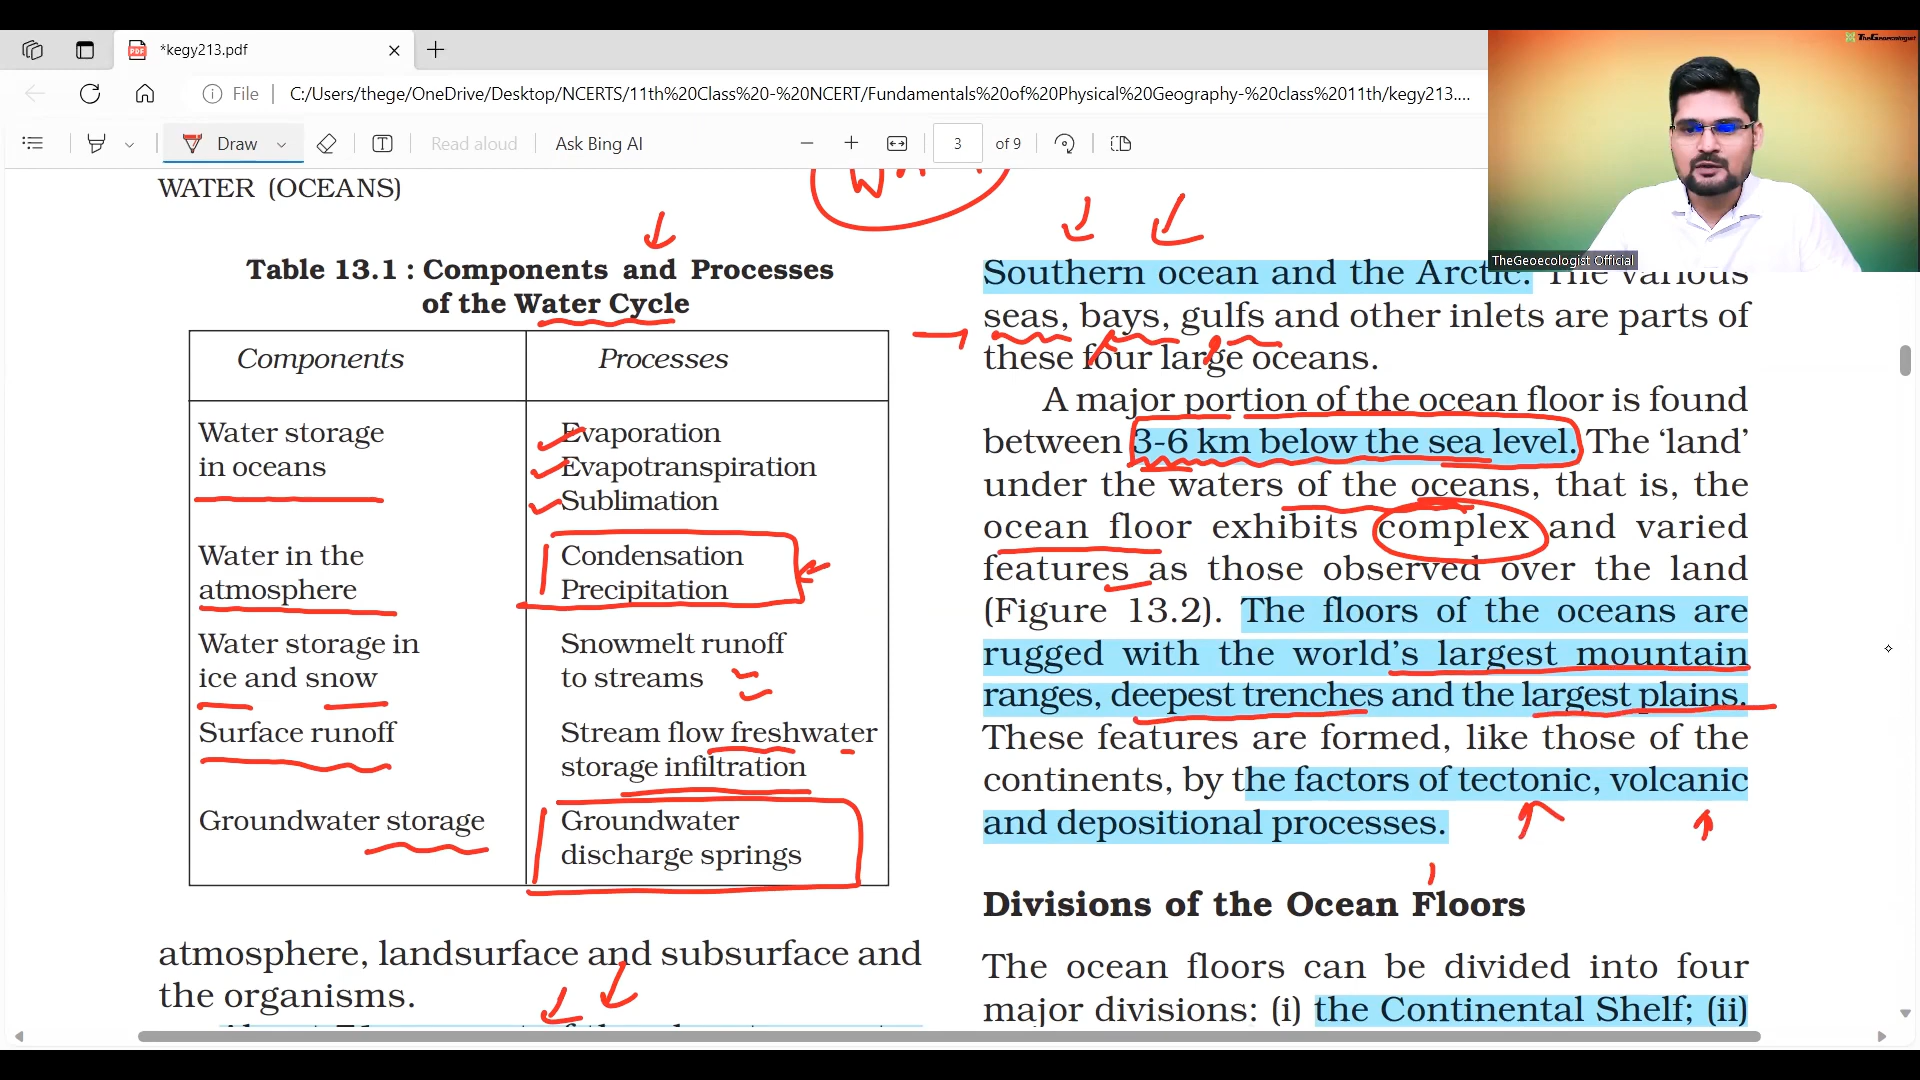 *kegy213.pdf
File
C:/Users/thege/OneDrive/Desktop/NCERTS/11th%20Class%20-%20NCERT/Fundamentals%20of%20Physical%20Geography-%20class%2011th/kegy213....
Draw
Read aloud
Ask Bing AI
3 of 9
TheGeoecologist
TheGeoecologist Official
WATER (OCEANS)
Table 13.1 : Components and Processes
of the Water Cycle
Components Processes
Water storage
in oceans
Evaporation
Evapotranspiration
Sublimation
Water in the
atmosphere
Condensation
Precipitation
Water storage in
ice and snow
Snowmelt runoff
to streams
Surface runoff
Stream flow freshwater
storage infiltration
Groundwater storage
Groundwater
discharge springs
atmosphere, landsurface and subsurface and
the organisms.
Southern ocean and the Arctic. The various
seas, bays, gulfs and other inlets are parts of
these four large oceans.
A major portion of the ocean floor is found
between 3-6 km below the sea level. The ‘land’
under the waters of the oceans, that is, the
ocean floor exhibits complex and varied
features as those observed over the land
(Figure 13.2). The floors of the oceans are
rugged with the world’s largest mountain
ranges, deepest trenches and the largest plains.
These features are formed, like those of the
continents, by the factors of tectonic, volcanic
and depositional processes.
Divisions of the Ocean Floors
The ocean floors can be divided into four
major divisions: (i) the Continental Shelf; (ii)